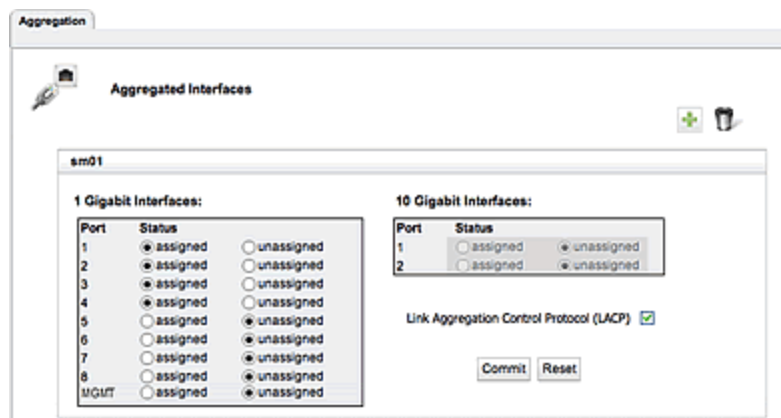 Aggregation
Aggregated Interfaces
sm01
1 Gigabit Interfaces:
Port Status
1 assigned unassigned
2 assigned unassigned
3 assigned unassigned
4 assigned unassigned
5 assigned unassigned
6 assigned unassigned
7 assigned unassigned
8 assigned unassigned
MGMT assigned unassigned
10 Gigabit Interfaces:
Port Status
1 assigned unassigned
2 assigned unassigned
Link Aggregation Control Protocol (LACP)
Commit Reset